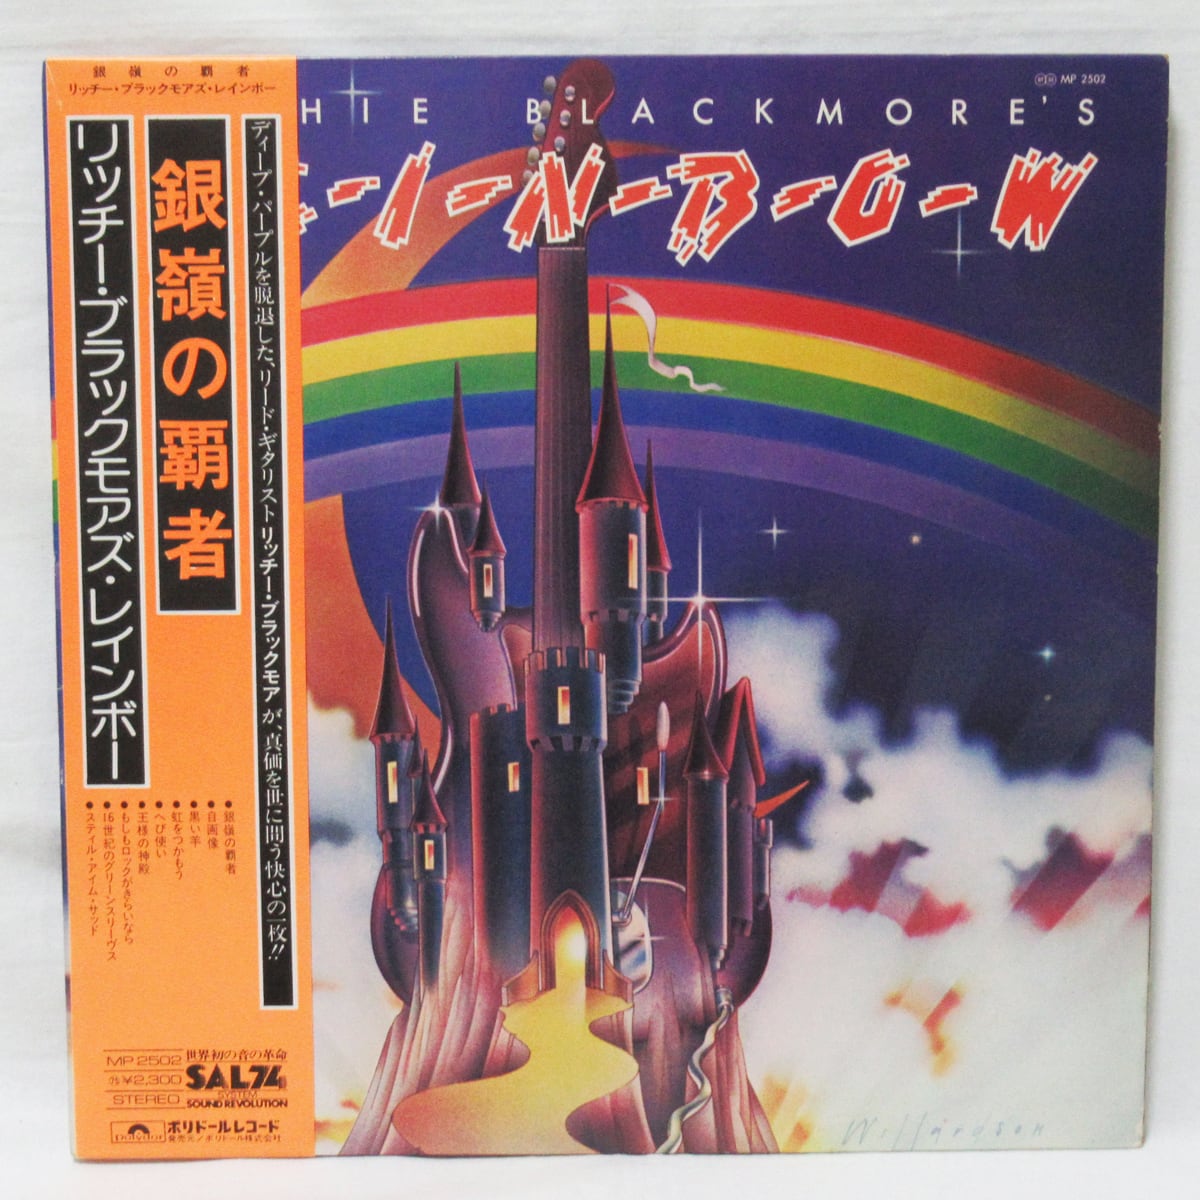 銀嶺の覇者
リッチー・ブラックモアズ・レインボー
リッチー・ブラックモアズ・レインボー
銀嶺の覇者
ディープ・パープルを脱退した、リード・ギタリストリッチー・ブラックモアが、真価を世に問う快心の一枚!!
●銀嶺の覇者
●自画像
●黒い羊
●虹をつかもう
●へび使い
●王様の神殿
●もしもロックがきらいなら
●16世紀のグリーンスリーヴス
●スティル・アイム・サッド
MP 2502
¥2,300
STEREO
世界初の音の革命
SAL74
SYSTEM
SOUND REVOLUTION
polydor
ポリドールレコード
発売元/ポリドール株式会社
MP 2502
HIE BLACKMORE'S
-I-N-B-O-W
Willardson